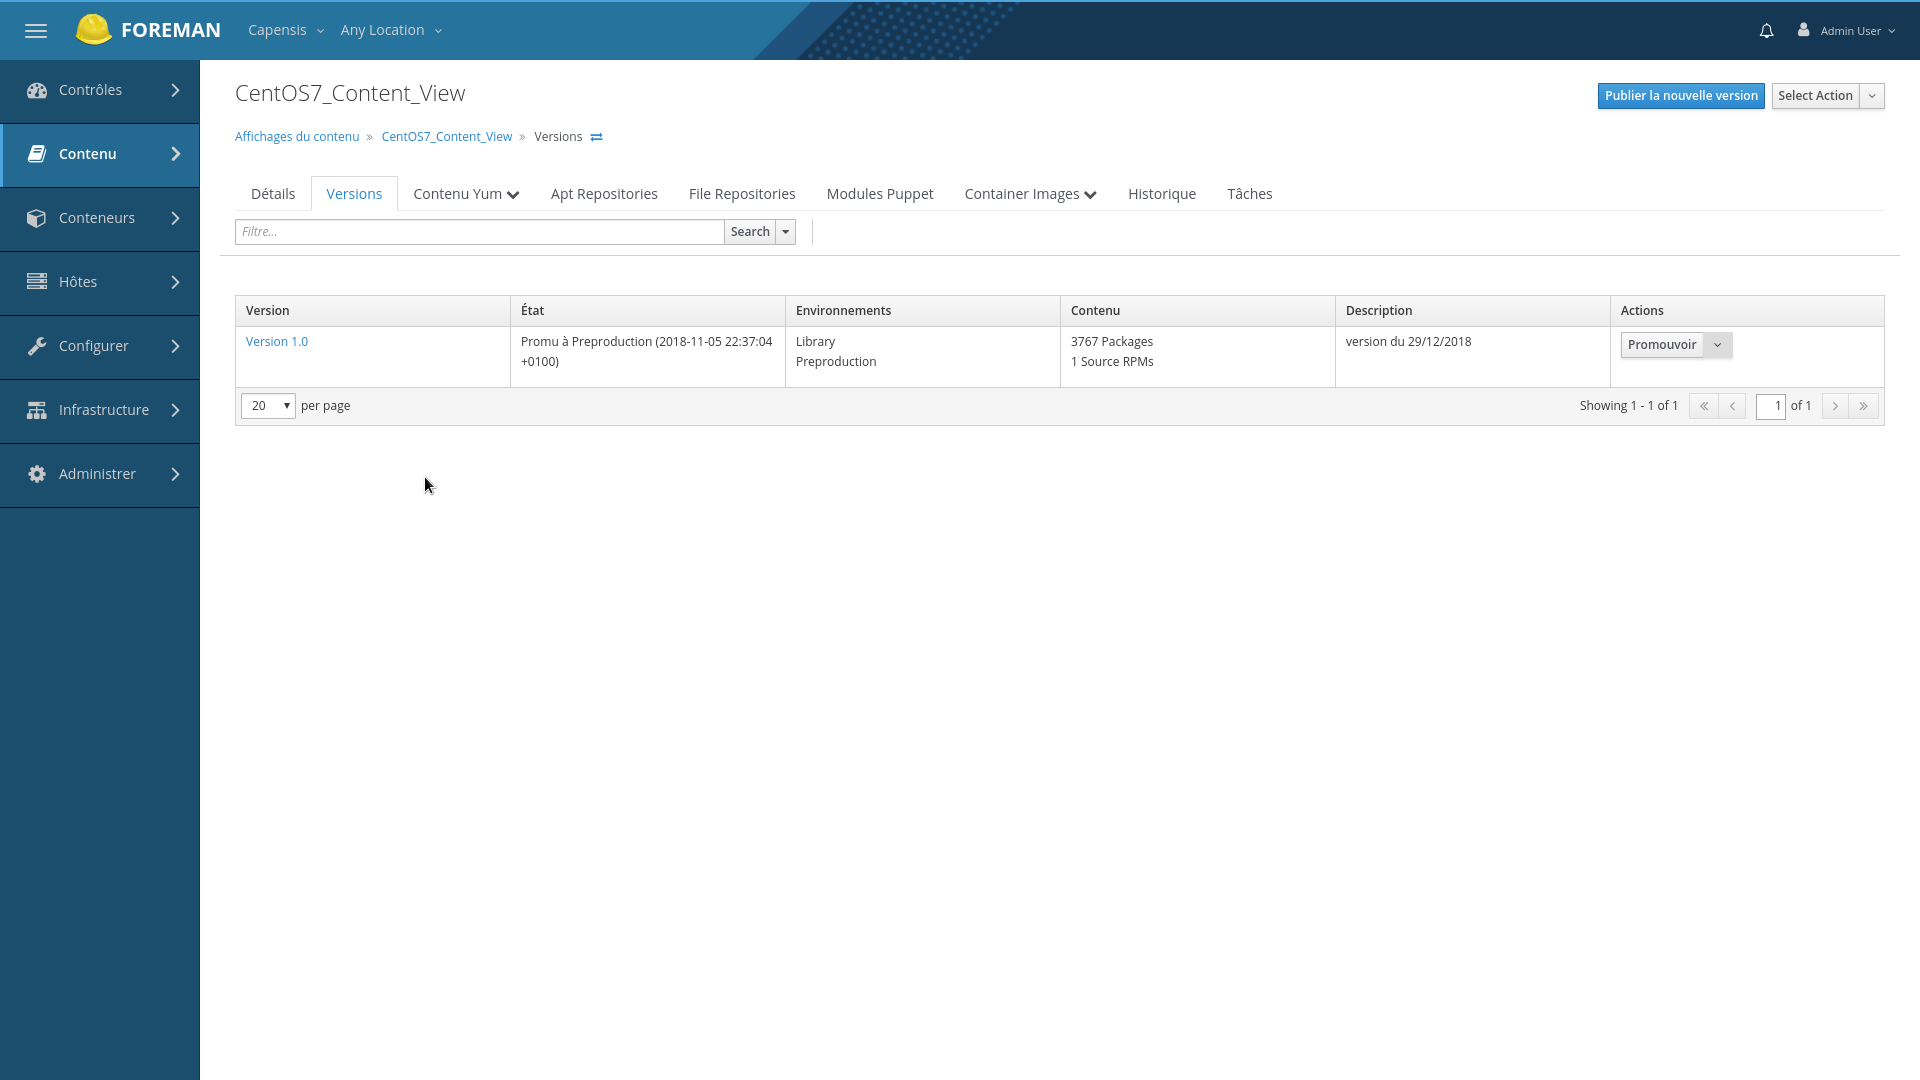 FOREMAN Capensis Any Location Admin User
Contrôles
Contenu
Conteneurs
Hôtes
Configurer
Infrastructure
Administrer
CentOS7_Content_View
Publier la nouvelle version Select Action
Affichages du contenu » CentOS7_Content_View » Versions
Détails Versions Contenu Yum Apt Repositories File Repositories Modules Puppet Container Images Historique Tâches
Filtre... Search
Version État Environnements Contenu Description Actions
Version 1.0 Promu à Preproduction (2018-11-05 22:37:04 Library 3767 Packages version du 29/12/2018 Promouvoir
+0100) Preproduction 1 Source RPMs
20 per page Showing 1 - 1 of 1 « ‹ 1 of 1 › »